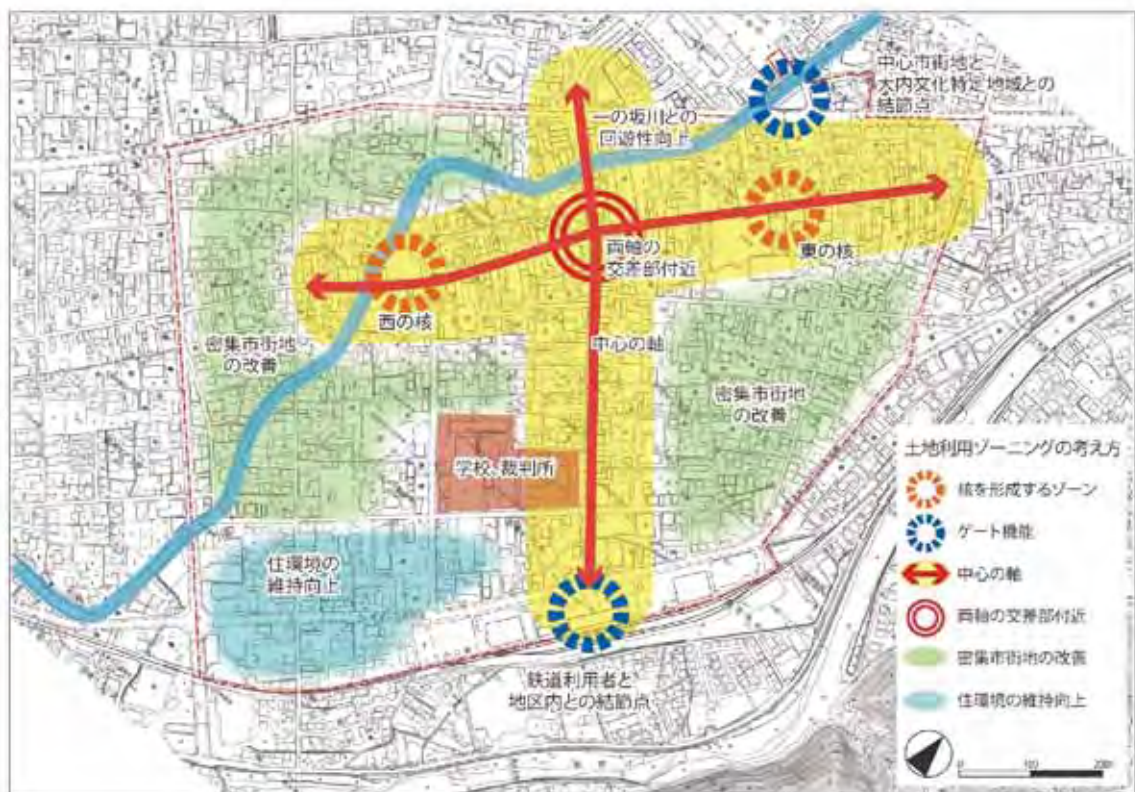 中心市街地と
大内文化特定地域との
結節点
一の坂川との
回遊性向上
両軸の
交差部付近
東の核
西の核
密集市街地
の改善
中心の軸
密集市街地
の改善
学校、裁判所
住環境の
維持向上
鉄道利用者と
地区内との結節点
土地利用ゾーニングの考え方
核を形成するゾーン
ゲート機能
中心の軸
両軸の交差部付近
密集市街地の改善
住環境の維持向上
0 100 200